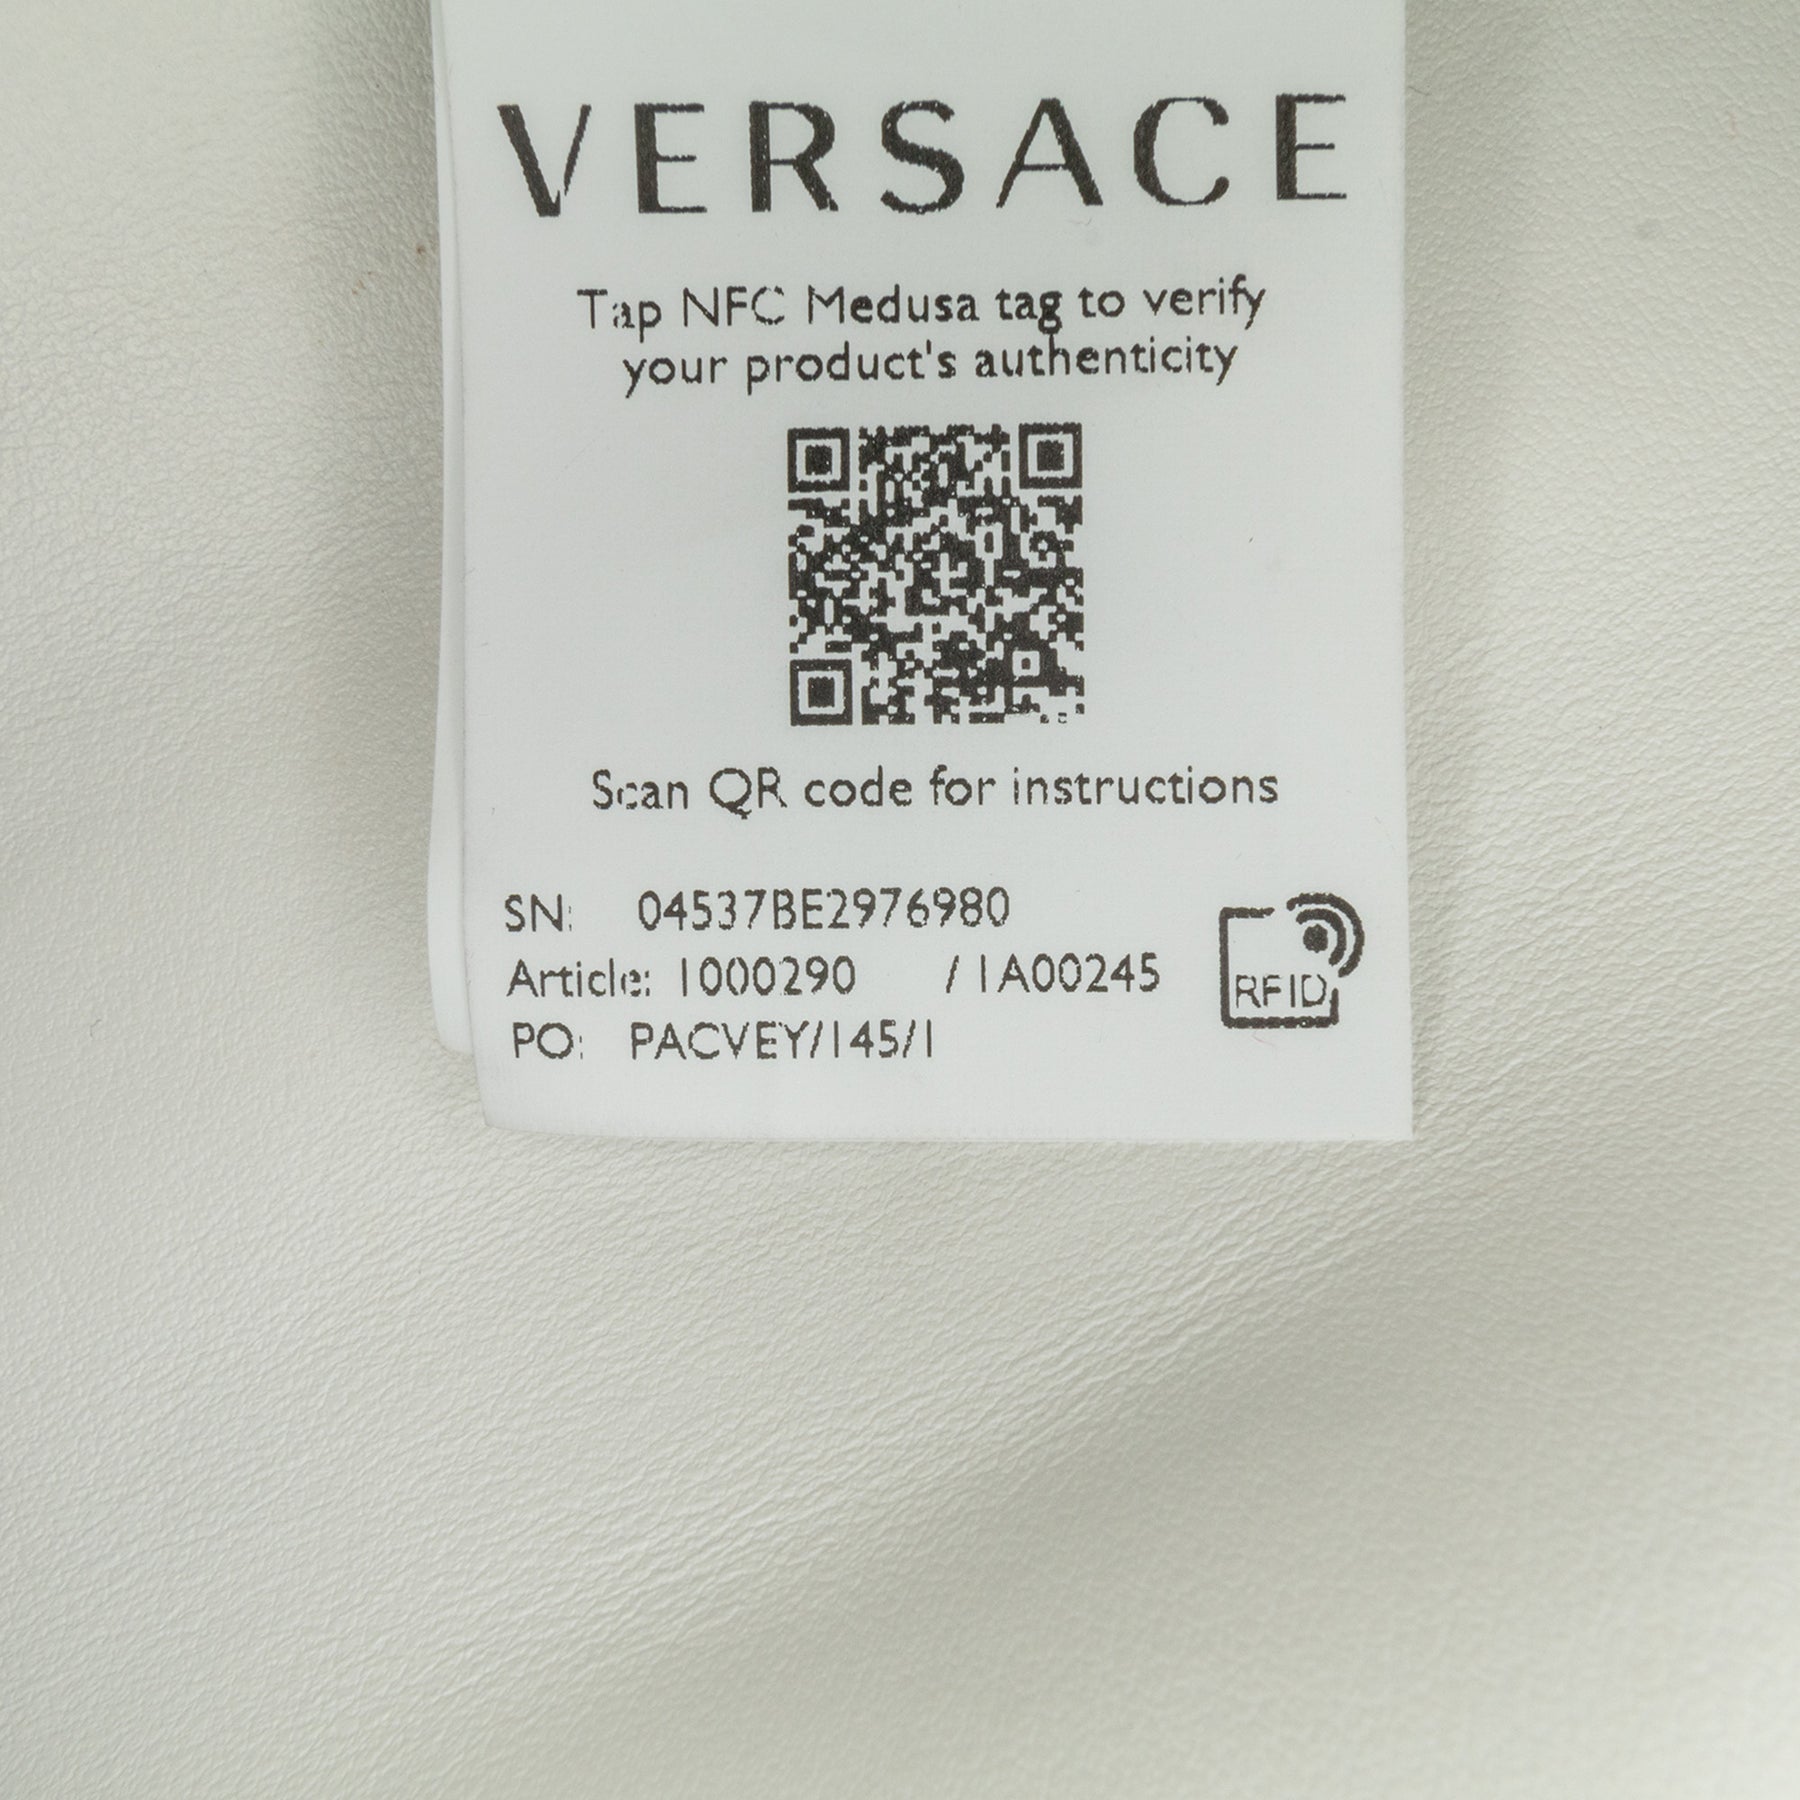 VERSACE
Tap NFC Medusa tag to verify
your product's authenticity
Scan QR code for instructions
SN: 04537BE2976980
Article: 1000290 / 1A00245
PO: PACVEY/145/1
RFID